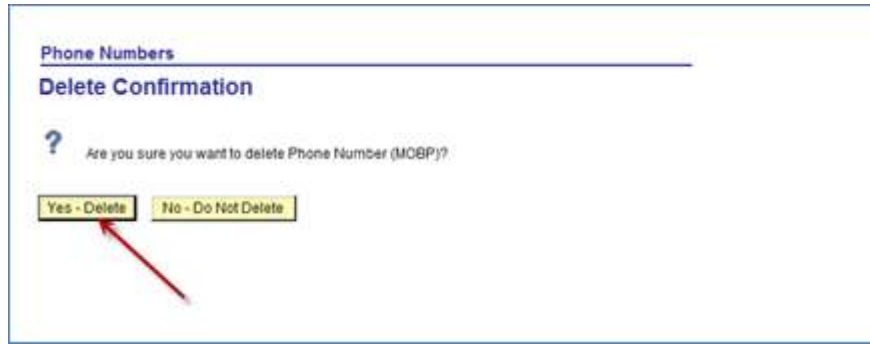 Phone Numbers
Delete Confirmation
? Are you sure you want to delete Phone Number (MOBP)?
Yes - Delete No - Do Not Delete